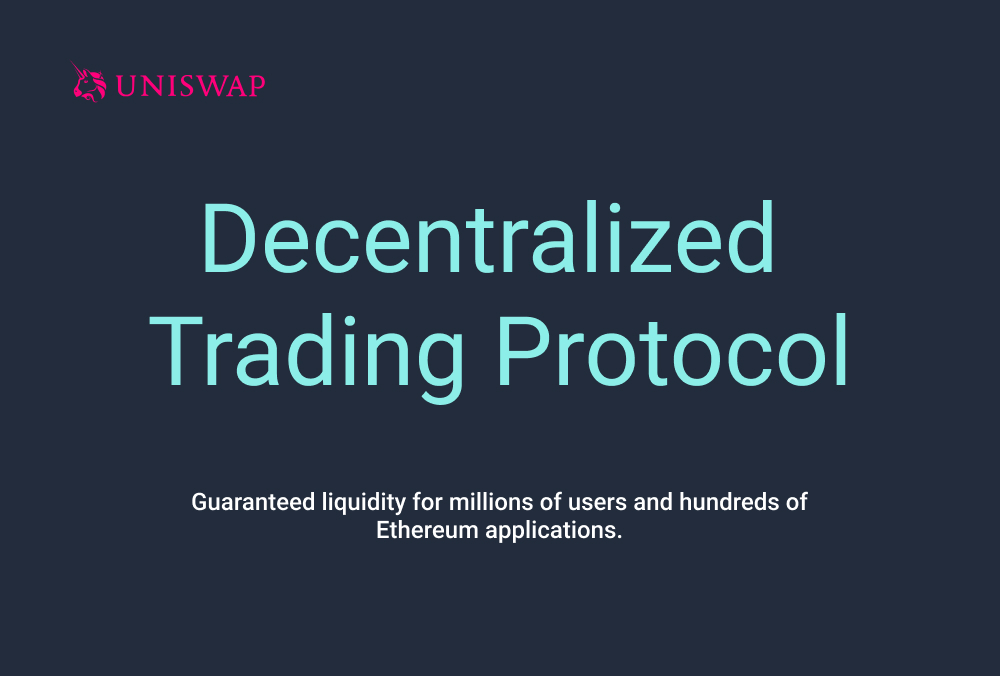 UNISWAP
Decentralized
Trading Protocol
Guaranteed liquidity for millions of users and hundreds of
Ethereum applications.